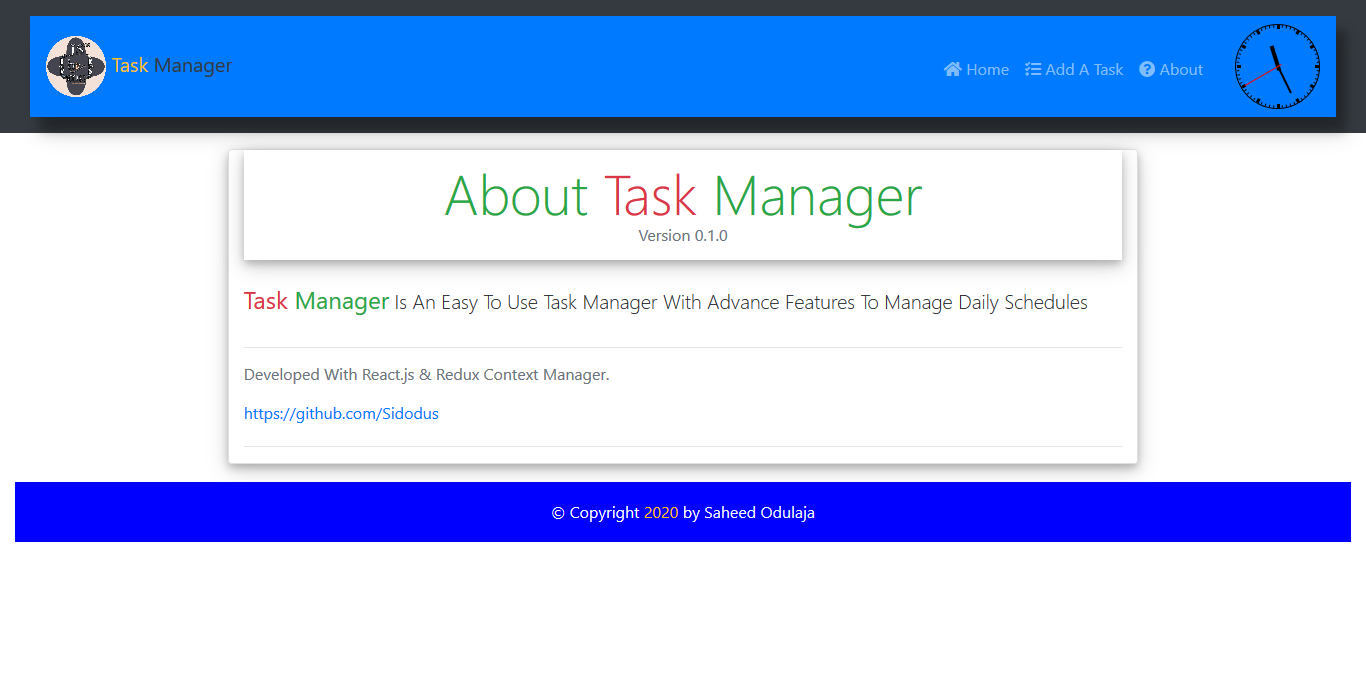 Task Manager
Home Add A Task About
About Task Manager
Version 0.1.0
Task Manager Is An Easy To Use Task Manager With Advance Features To Manage Daily Schedules
Developed With React.js & Redux Context Manager.
https://github.com/Sidodus
© Copyright 2020 by Saheed Odulaja